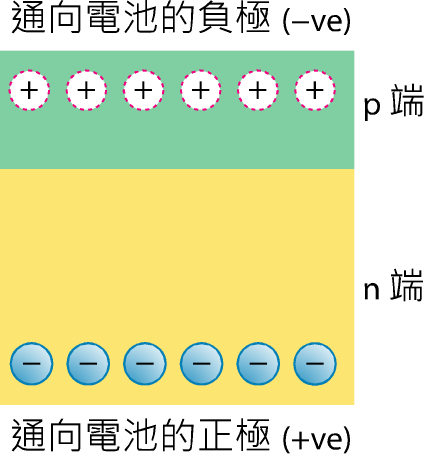 通向電池的負極 (–ve)
+ + + + + +
p 端
n 端
– – – – – –
通向電池的正極 (+ve)